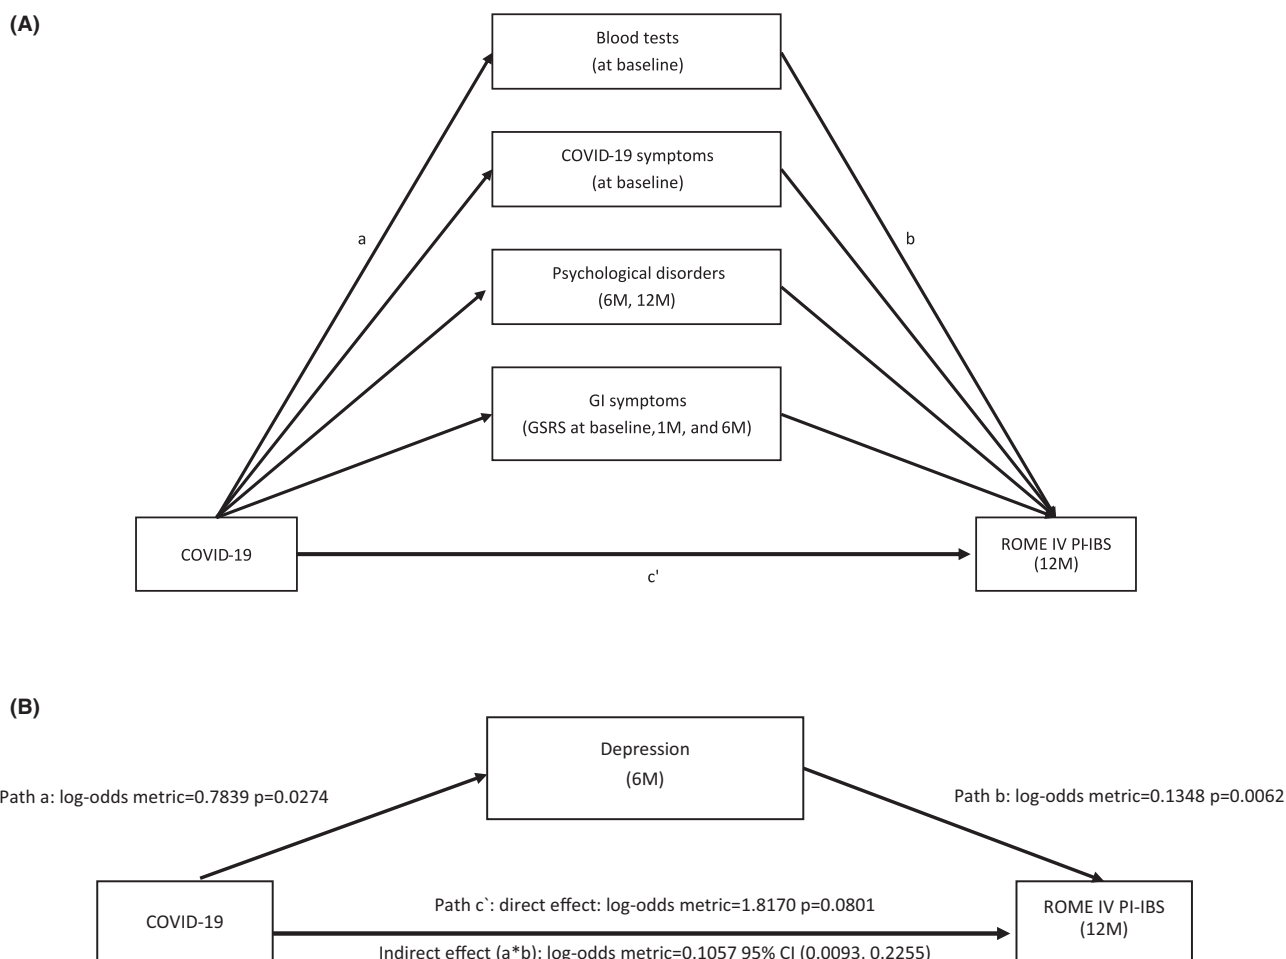 (A)
Blood tests
(at baseline)
COVID-19 symptoms
(at baseline)
a
b
Psychological disorders
(6M, 12M)
GI symptoms
(GSRS at baseline,1M, and 6M)
COVID-19
ROME IV PI-IBS
(12M)
c'
(B)
Depression
(6M)
Path a: log-odds metric=0.7839 p=0.0274
Path b: log-odds metric=0.1348 p=0.0062
COVID-19
Path c`: direct effect: log-odds metric=1.8170 p=0.0801
ROME IV PI-IBS
(12M)
Indirect effect (a*b): log-odds metric=0.1057 95% CI (0.0093, 0.2255)